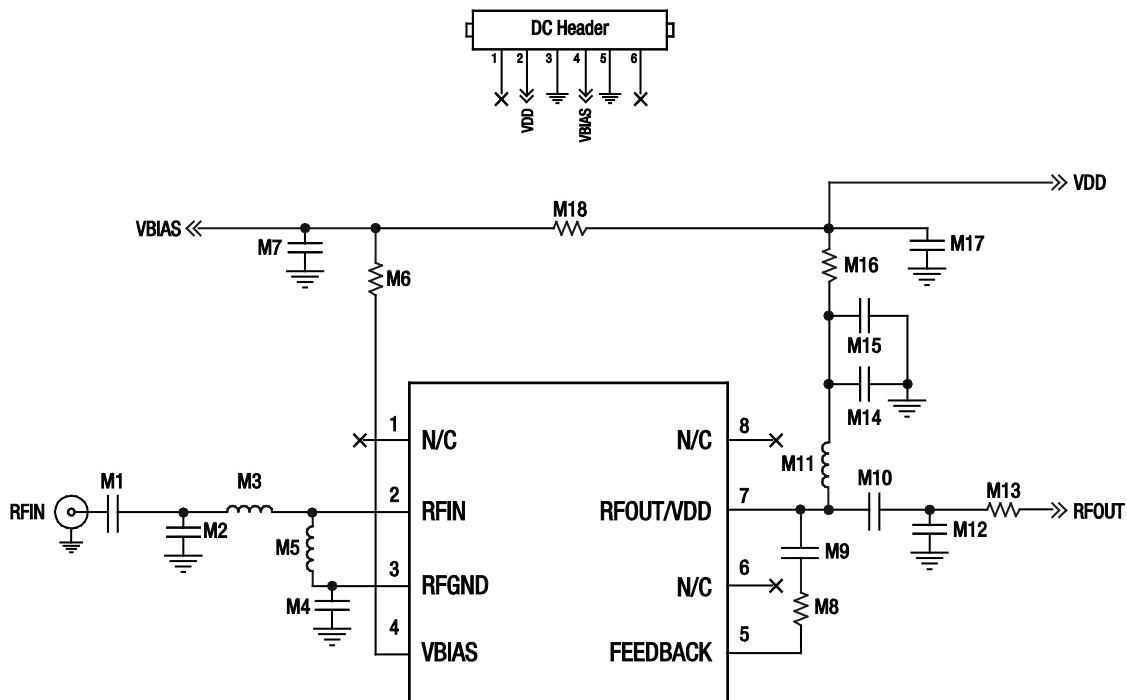 DC Header
1 2 3 4 5 6
VDD
VBIAS
VDD
VBIAS
M18
M7
M6
M16
M17
M15
M14
1
N/C
8
N/C
M11
M10
M1
M3
2
RFIN
7
RFOUT/VDD
M13
RFIN
RFOUT
M2
M5
M12
M9
3
RFGND
6
N/C
M4
M8
4
VBIAS
5
FEEDBACK